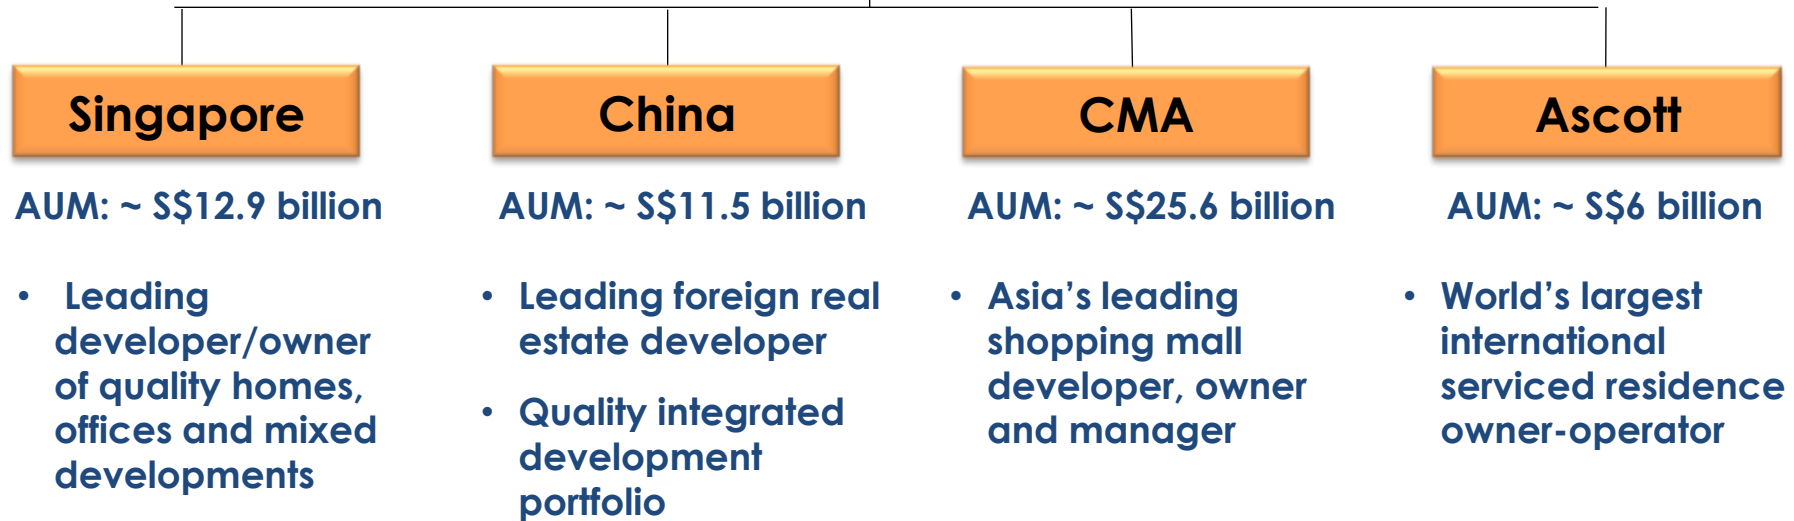 Singapore
China
CMA
Ascott
AUM: ~ S$12.9 billion
AUM: ~ S$11.5 billion
AUM: ~ S$25.6 billion
AUM: ~ S$6 billion
• Leading
developer/owner
of quality homes,
offices and mixed
developments
• Leading foreign real
estate developer
• Quality integrated
development
portfolio
• Asia’s leading
shopping mall
developer, owner
and manager
• World’s largest
international
serviced residence
owner-operator